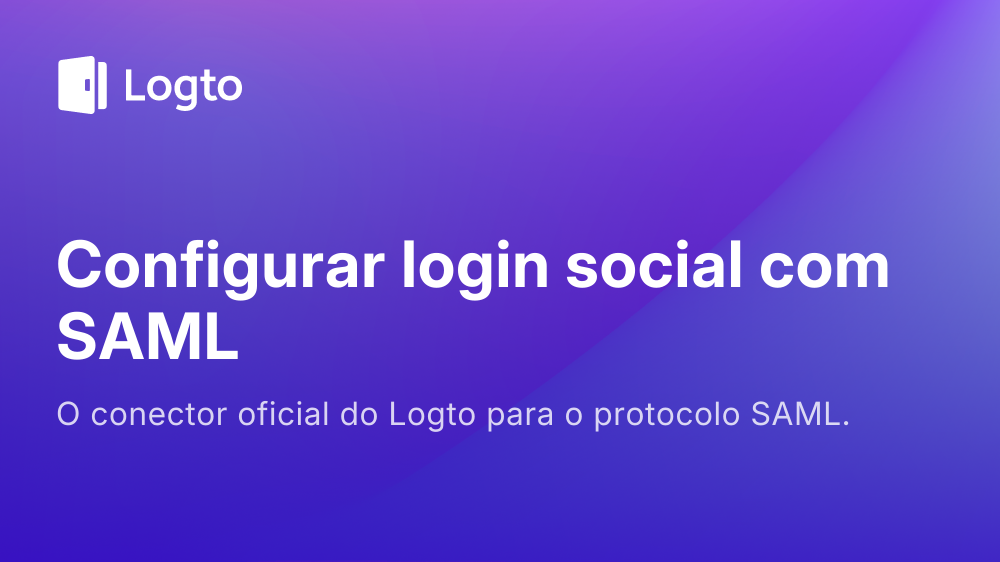 Logto
Configurar login social com
SAML
O conector oficial do Logto para o protocolo SAML.